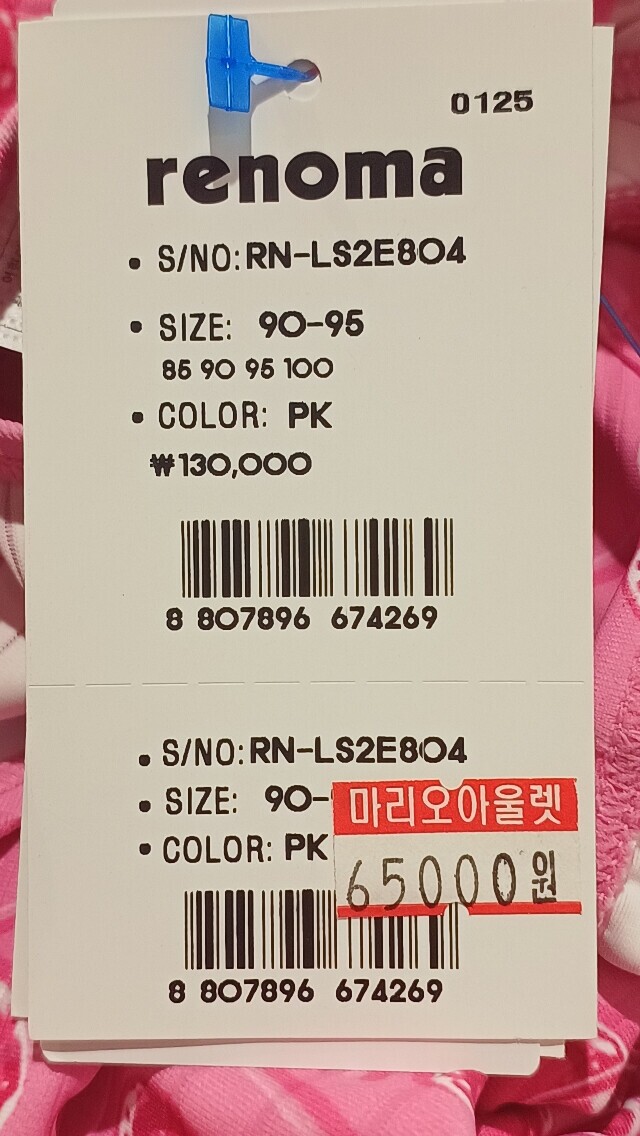 0125
renoma
• S/NO: RN-LS2E804
• SIZE: 90-95
85 90 95 100
• COLOR: PK
₩130,000
8 807896 674269
• S/NO: RN-LS2E804
• SIZE: 90-
마리오아울렛
• COLOR: PK
65000원
8 807896 674269